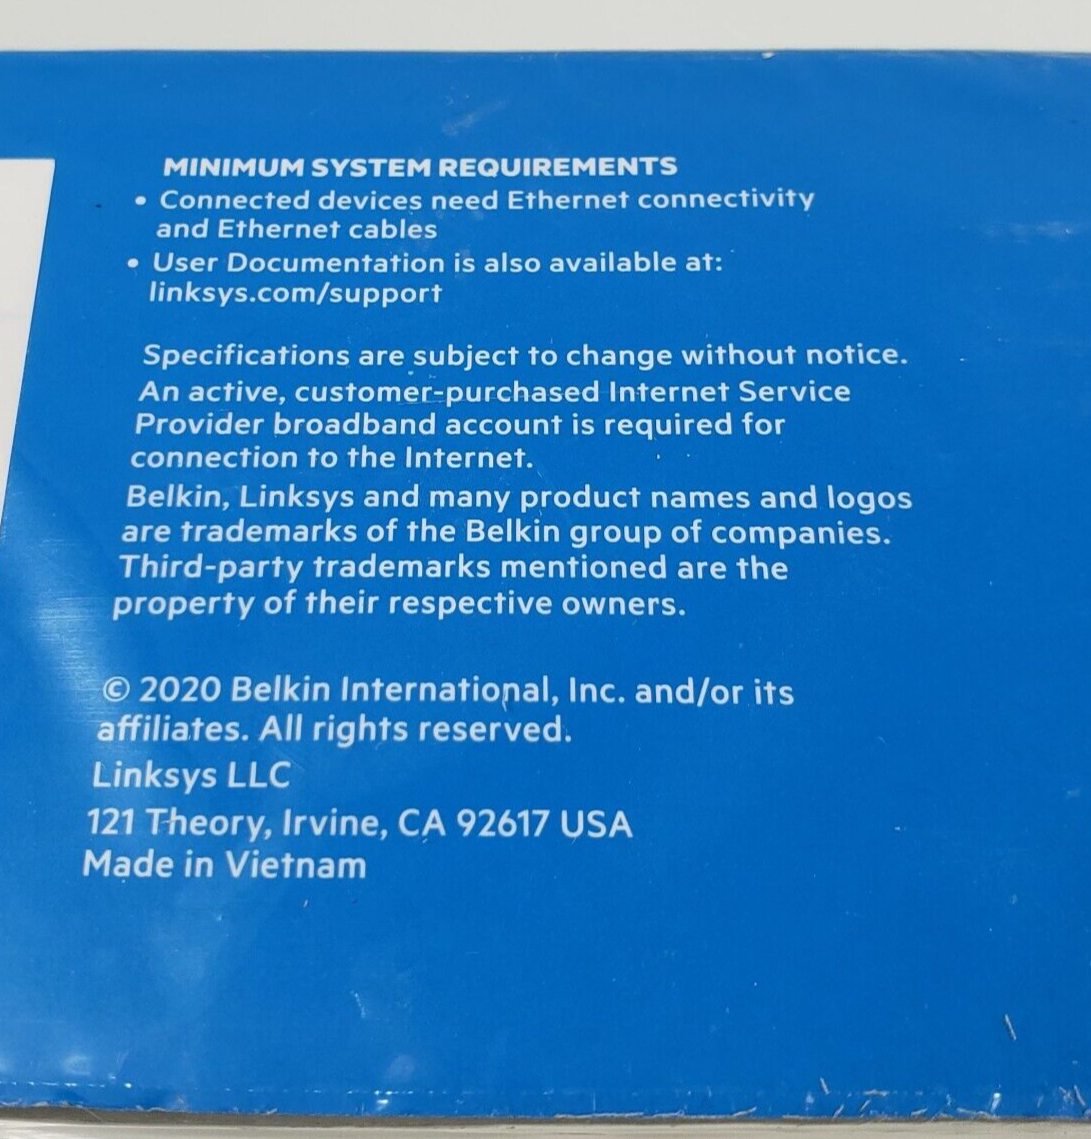 MINIMUM SYSTEM REQUIREMENTS
• Connected devices need Ethernet connectivity
and Ethernet cables
• User Documentation is also available at:
linksys.com/support
Specifications are subject to change without notice.
An active, customer-purchased Internet Service
Provider broadband account is required for
connection to the Internet.
Belkin, Linksys and many product names and logos
are trademarks of the Belkin group of companies.
Third-party trademarks mentioned are the
property of their respective owners.
© 2020 Belkin International, Inc. and/or its
affiliates. All rights reserved.
Linksys LLC
121 Theory, Irvine, CA 92617 USA
Made in Vietnam